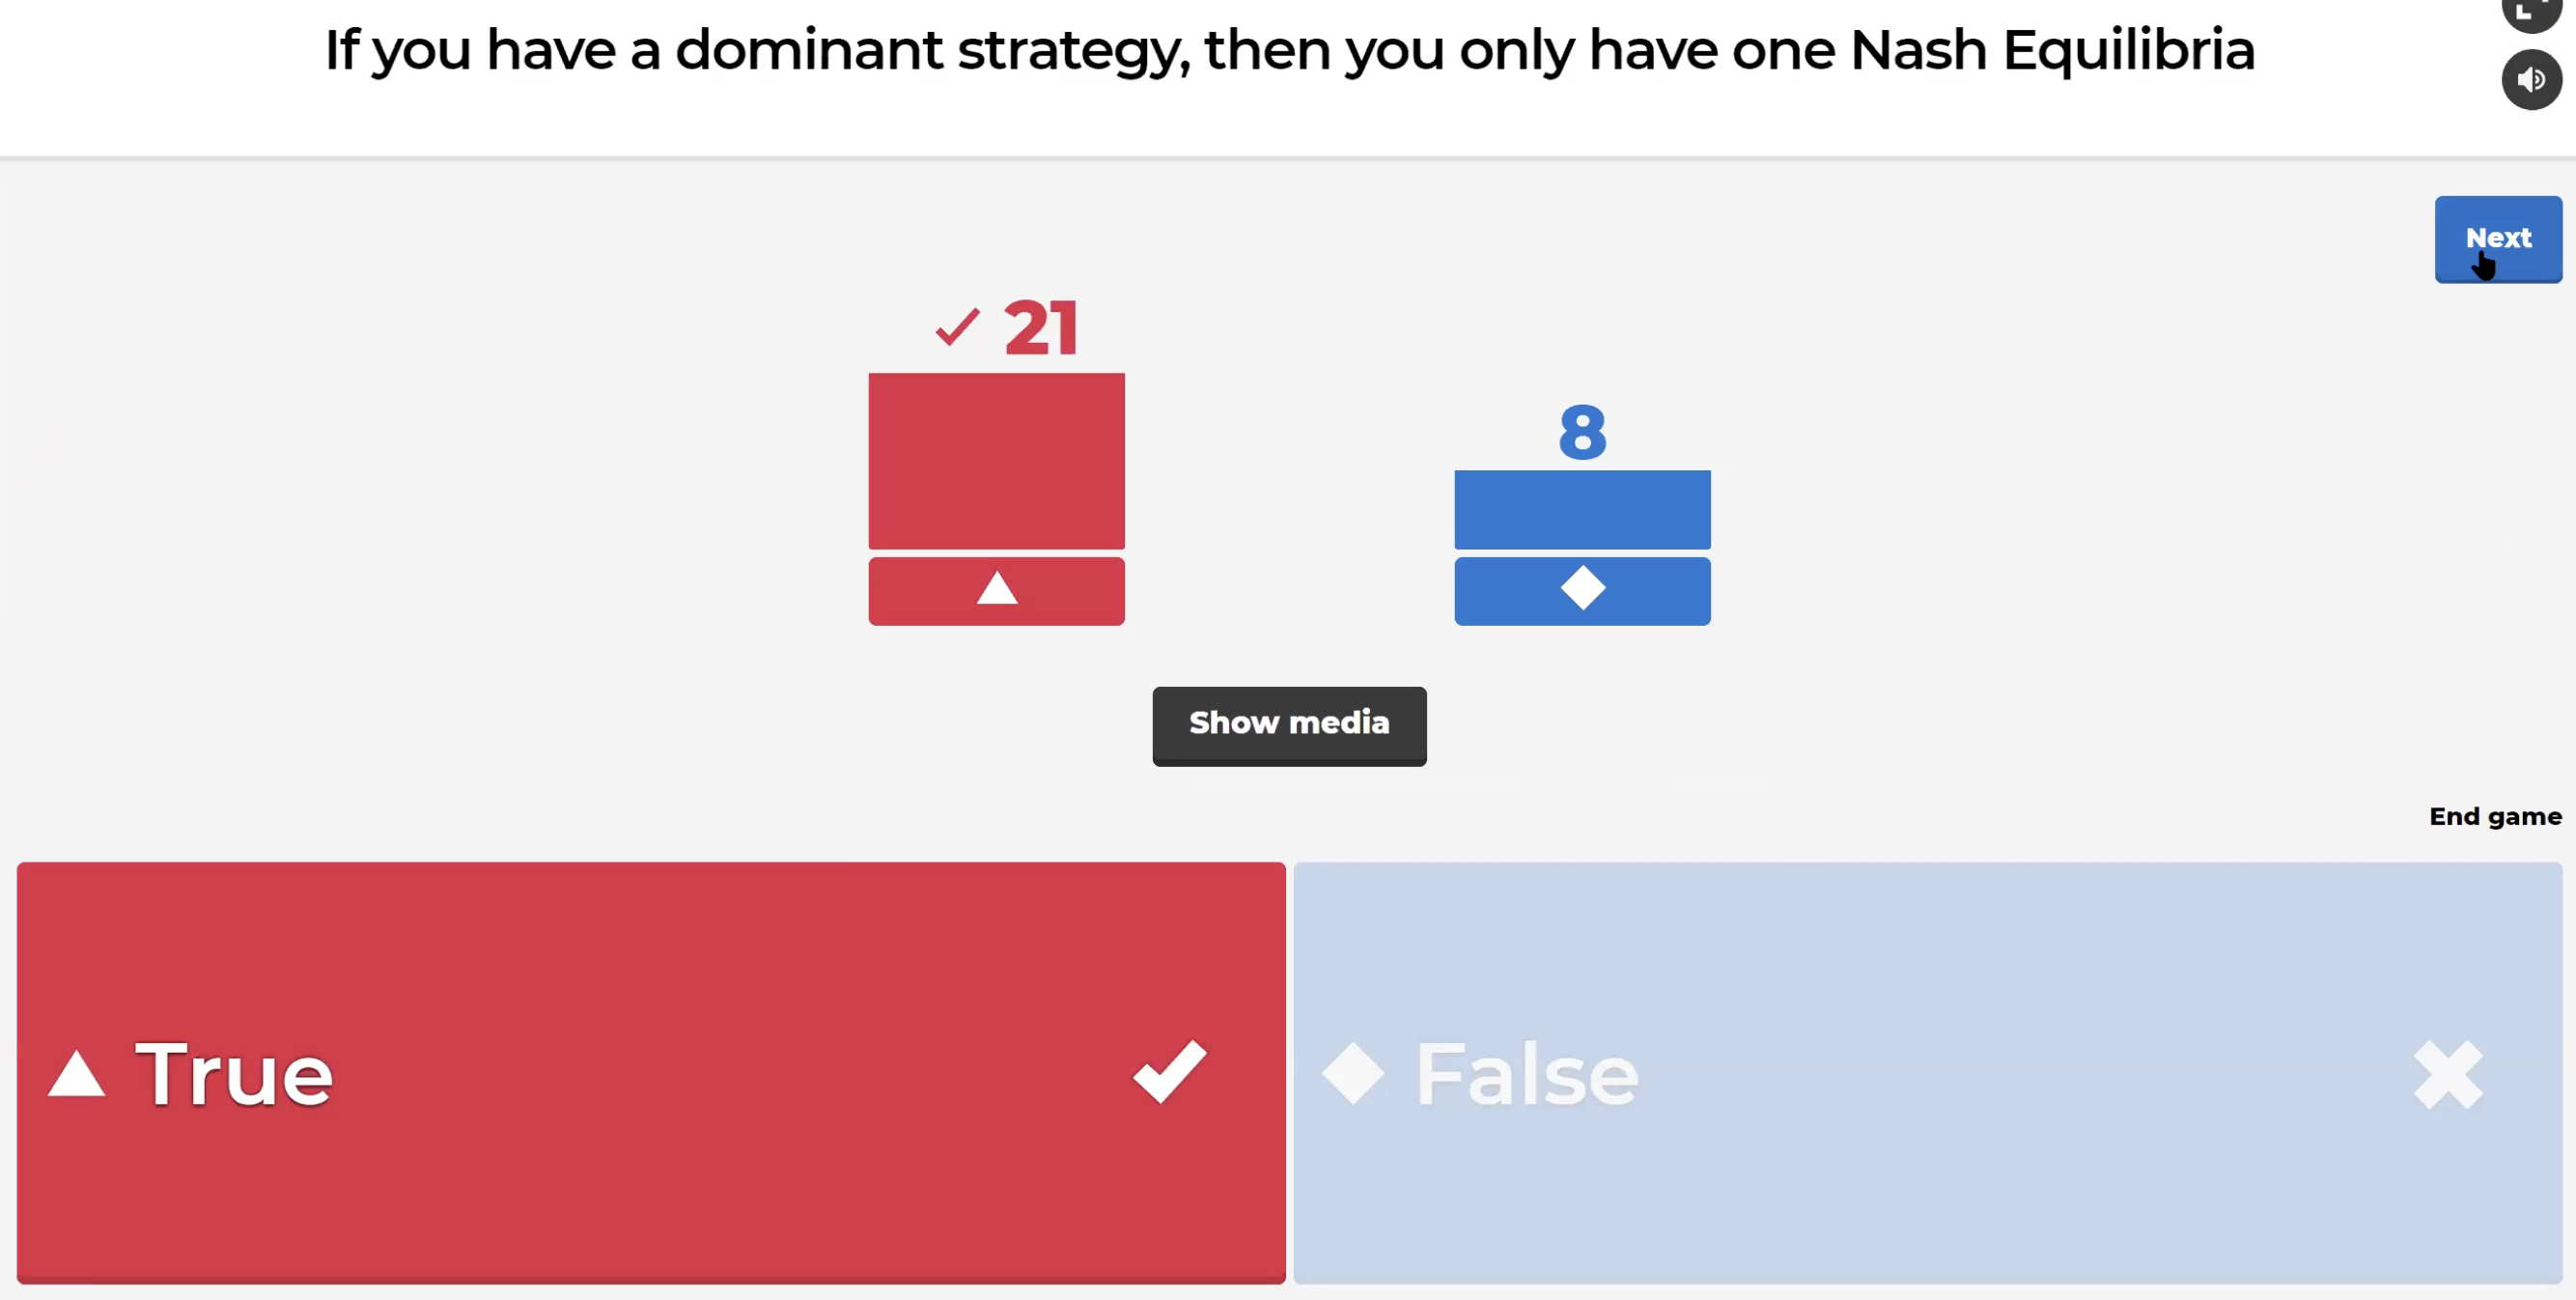 If you have a dominant strategy, then you only have one Nash Equilibria
Next
21
8
Show media
End game
True
False